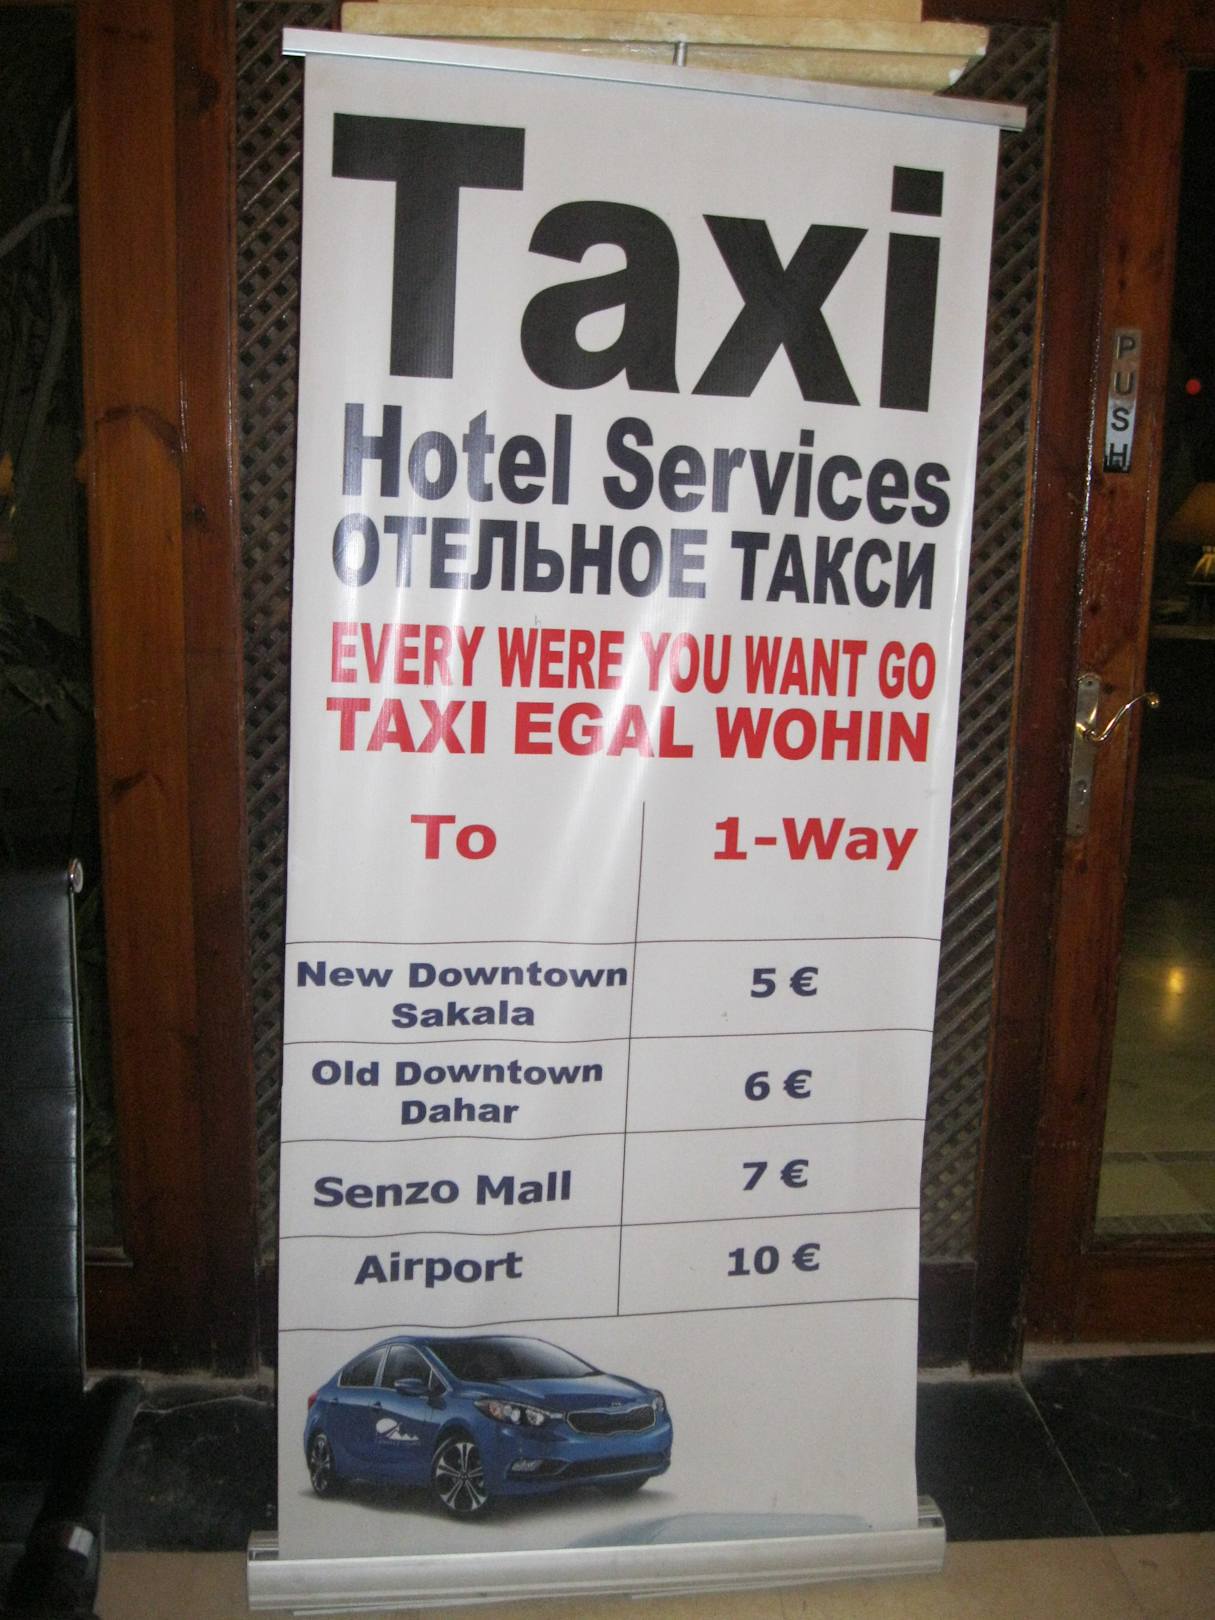 Taxi
Hotel Services
ОТЕЛЬНОЕ ТАКСИ
EVERY WERE YOU WANT GO
TAXI EGAL WOHIN
To 1-Way
New Downtown
Sakala
5 €
Old Downtown
Dahar
6 €
Senzo Mall 7 €
Airport 10 €
PUSH